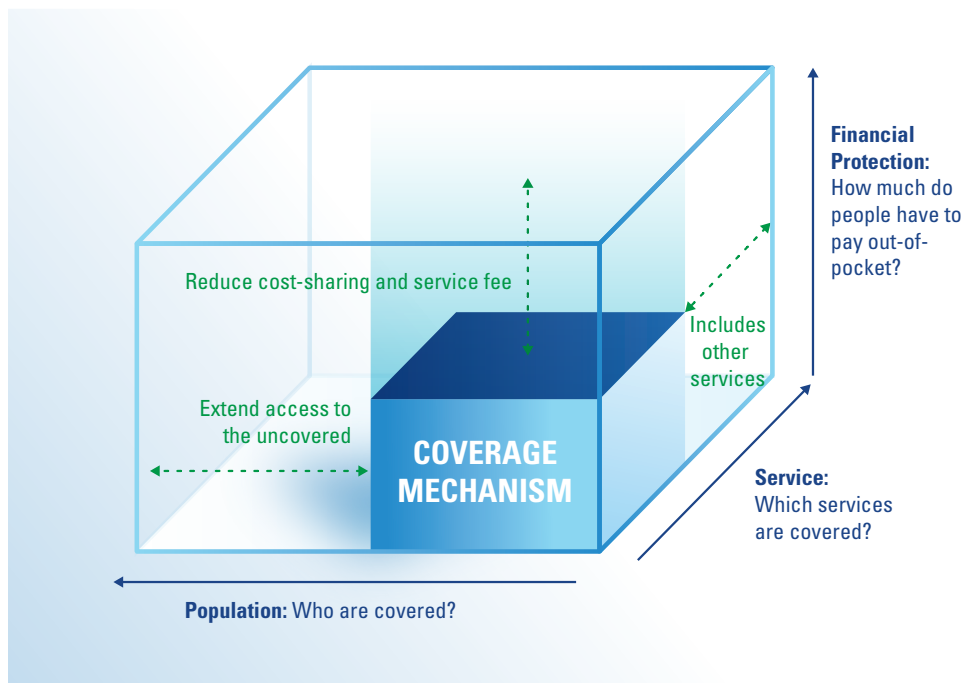 Financial
Protection:
How much do
people have to
pay out-of-
pocket?
Reduce cost-sharing and service fee
Includes
other
services
Extend access to
the uncovered
COVERAGE
MECHANISM
Service:
Which services
are covered?
Population: Who are covered?